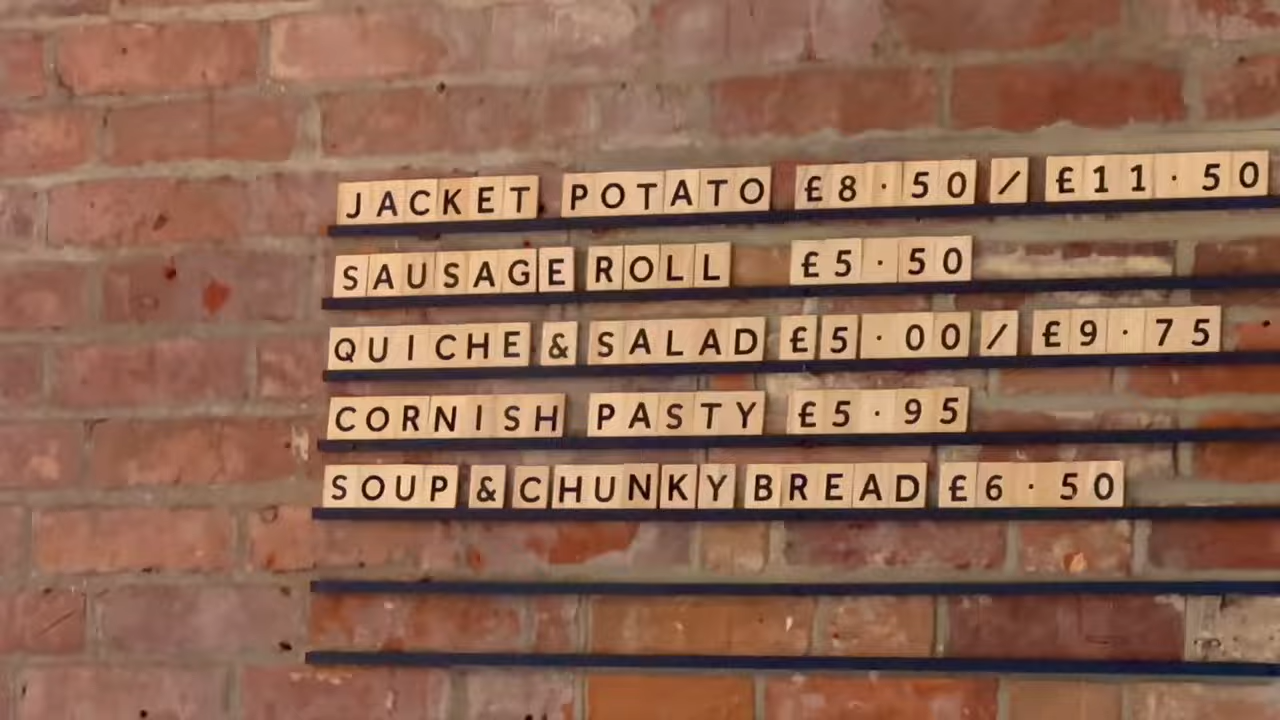 JACKET POTATO £8·50/£11·50
SAUSAGE ROLL £5·50
QUICHE & SALAD £5·00/£9·75
CORNISH PASTY £5·95
SOUP & CHUNKY BREAD £6·50